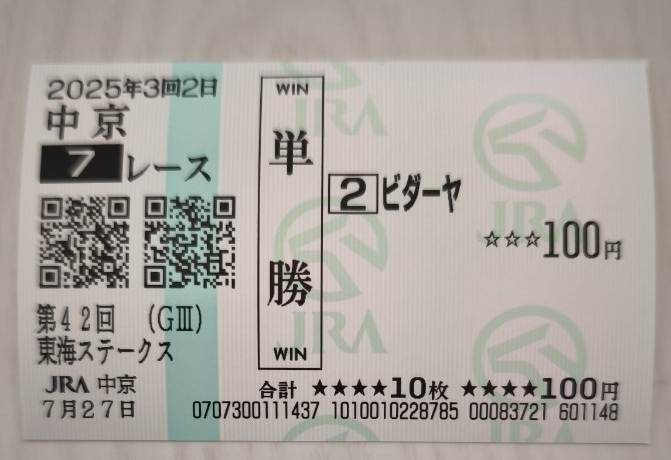 2025年3回2日
中京
7レース
第42回 (GⅢ)
東海ステークス
JRA 中京
7月27日
WIN
単勝
WIN
2 ビダーヤ
☆☆☆100円
合計 ★★★★10枚 ★★★★100円
0707300111437 1010010228785 00083721 601148
JRA
JRA
JRA
JRA